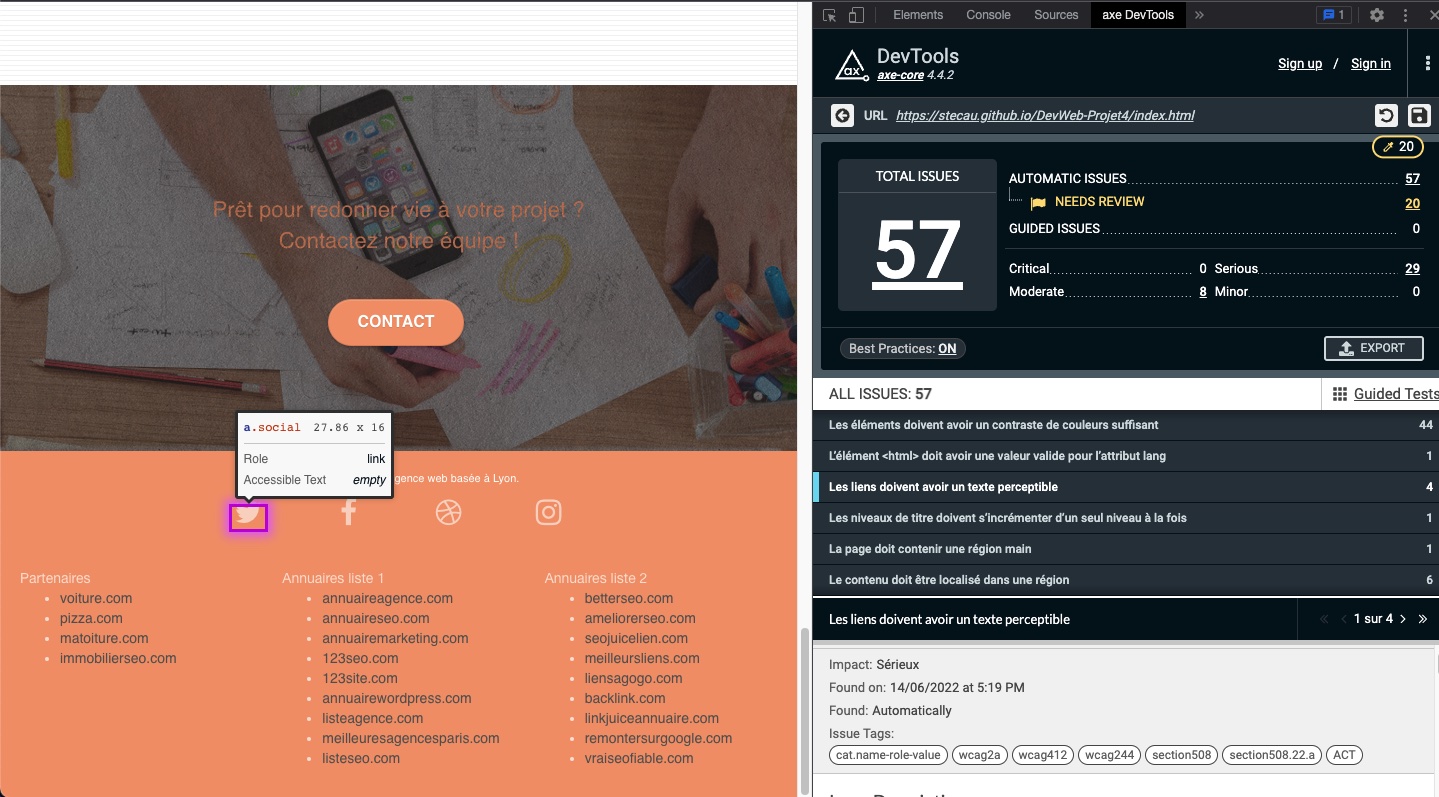 Prêt pour redonner vie à votre projet ?
Contactez notre équipe !
CONTACT
a.social 27.86 x 16
Role link
Accessible Text empty
gence web basée à Lyon.
Partenaires
voiture.com
pizza.com
matoiture.com
immobilierseo.com
Annuaires liste 1
annuaireagence.com
annuaireseo.com
annuairemarketing.com
123seo.com
123site.com
annuairewordpress.com
listeagence.com
meilleuresagencesparis.com
listeseo.com
Annuaires liste 2
betterseo.com
ameliorerseo.com
seojuicelien.com
meilleursliens.com
liensagogo.com
backlink.com
linkjuiceannuaire.com
remontersurgoogle.com
vraiseofiable.com
Elements Console Sources axe DevTools » 1
ax DevTools
axe-core 4.4.2
Sign up / Sign in
URL https://stecau.github.io/DevWeb-Projet4/index.html
20
TOTAL ISSUES
57
AUTOMATIC ISSUES 57
NEEDS REVIEW 20
GUIDED ISSUES 0
Critical 0 Serious 29
Moderate 8 Minor 0
Best Practices: ON
EXPORT
ALL ISSUES: 57
Guided Tests
Les éléments doivent avoir un contraste de couleurs suffisant 44
L’élément <html> doit avoir une valeur valide pour l’attribut lang 1
Les liens doivent avoir un texte perceptible 4
Les niveaux de titre doivent s’incrémenter d’un seul niveau à la fois 1
La page doit contenir une région main 1
Le contenu doit être localisé dans une région 6
Les liens doivent avoir un texte perceptible
« ‹ 1 sur 4 › »
Impact: Sérieux
Found on: 14/06/2022 at 5:19 PM
Found: Automatically
Issue Tags:
cat.name-role-value wcag2a wcag412 wcag244 section508 section508.22.a ACT